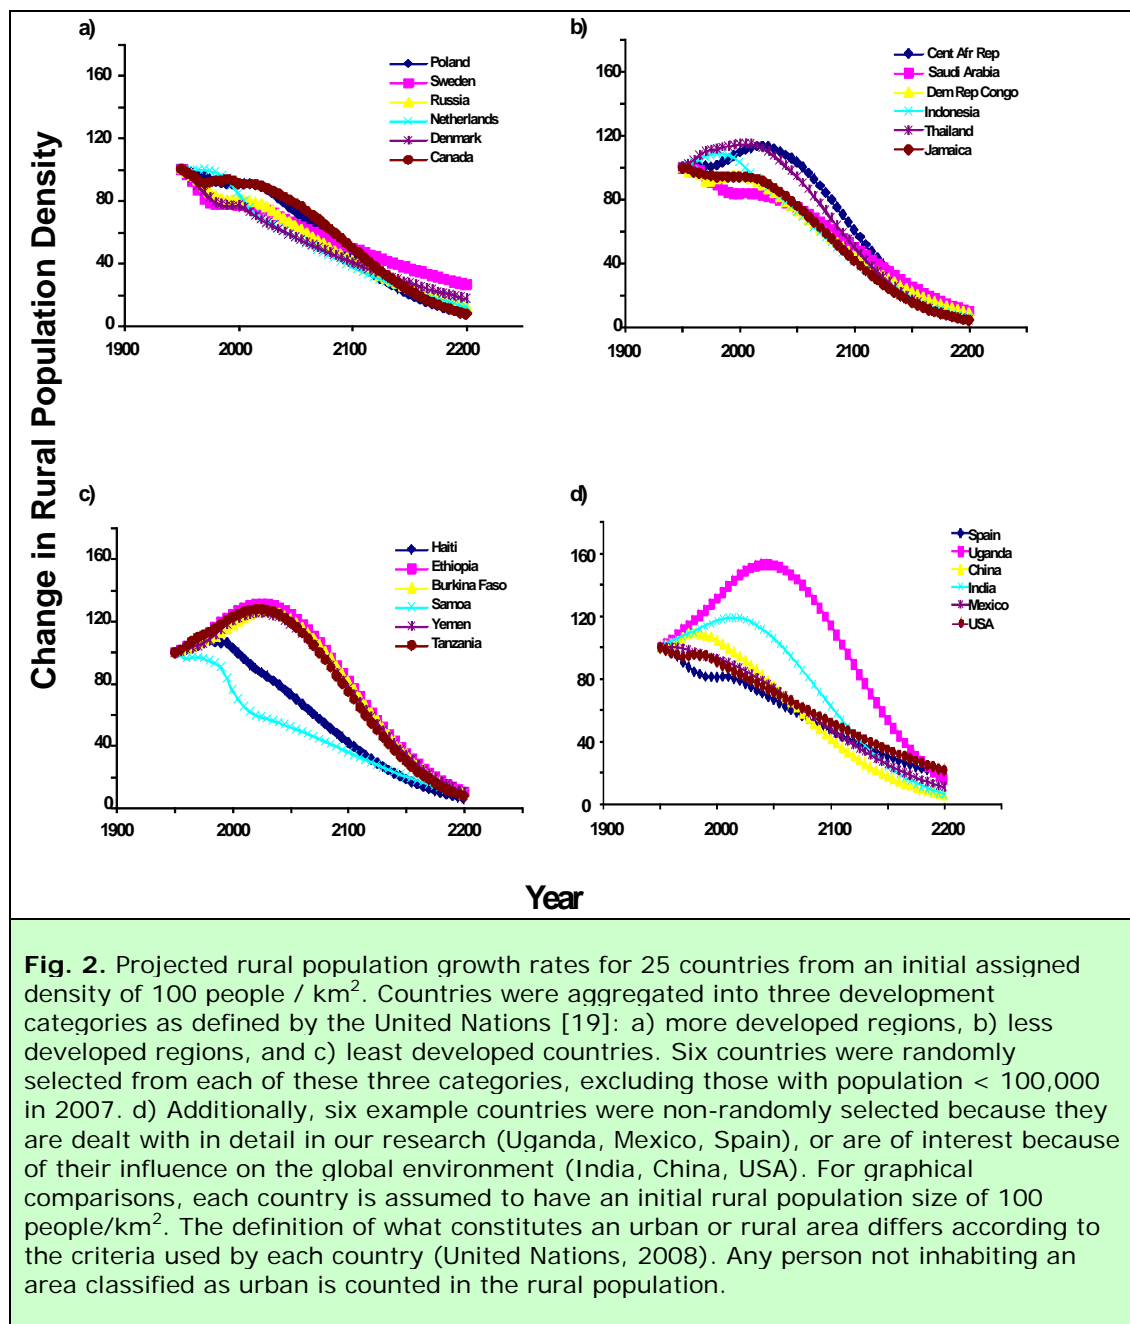 a)
Poland
Sweden
Russia
Netherlands
Denmark
Canada
160
120
80
40
0
1900 2000 2100 2200
b)
Cent Afr Rep
Saudi Arabia
Dem Rep Congo
Indonesia
Thailand
Jamaica
160
120
80
40
0
1900 2000 2100 2200
Change in Rural Population Density
c)
Haiti
Ethiopia
Burkina Faso
Samoa
Yemen
Tanzania
160
120
80
40
0
1900 2000 2100 2200
d)
Spain
Uganda
China
India
Mexico
USA
160
120
80
40
0
1900 2000 2100 2200
Year
Fig. 2. Projected rural population growth rates for 25 countries from an initial assigned
density of 100 people / km². Countries were aggregated into three development
categories as defined by the United Nations [19]: a) more developed regions, b) less
developed regions, and c) least developed countries. Six countries were randomly
selected from each of these three categories, excluding those with population < 100,000
in 2007. d) Additionally, six example countries were non-randomly selected because they
are dealt with in detail in our research (Uganda, Mexico, Spain), or are of interest because
of their influence on the global environment (India, China, USA). For graphical
comparisons, each country is assumed to have an initial rural population size of 100
people/km². The definition of what constitutes an urban or rural area differs according to
the criteria used by each country (United Nations, 2008). Any person not inhabiting an
area classified as urban is counted in the rural population.